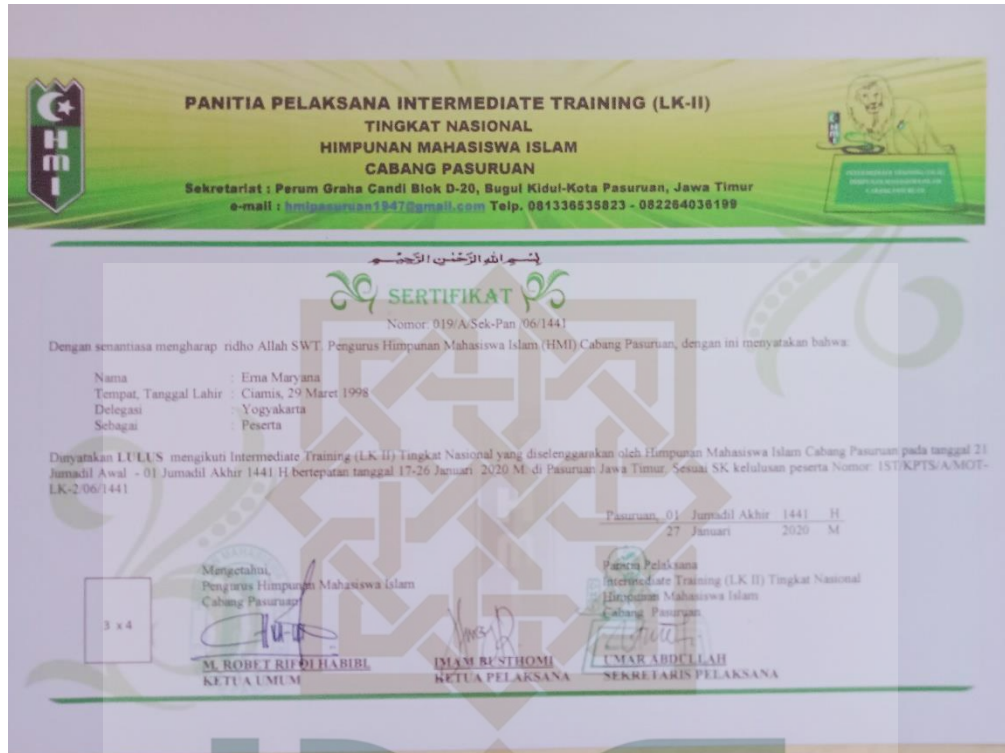 HMI
PANITIA PELAKSANA INTERMEDIATE TRAINING (LK-II)
TINGKAT NASIONAL
HIMPUNAN MAHASISWA ISLAM
CABANG PASURUAN
Sekretariat : Perum Graha Candi Blok D-20, Bugul Kidul-Kota Pasuruan, Jawa Timur
e-mail : hmipasuruan1947@gmail.com Telp. 081336535823 - 082264036199
بسم الله الرحمن الرحيم
SERTIFIKAT
Nomor: 019/A/Sek-Pan /06/1441
Dengan senantiasa mengharap ridho Allah SWT. Pengurus Himpunan Mahasiswa Islam (HMI) Cabang Pasuruan, dengan ini menyatakan bahwa:
Nama : Erna Maryana
Tempat, Tanggal Lahir : Ciamis, 29 Maret 1998
Delegasi : Yogyakarta
Sebagai : Peserta
Dinyatakan LULUS mengikuti Intermediate Training (LK II) Tingkat Nasional yang diselenggarakan oleh Himpunan Mahasiswa Islam Cabang Pasuruan pada tanggal 21
Jumadil Awal - 01 Jumadil Akhir 1441 H bertepatan tanggal 17-26 Januari 2020 M. di Pasuruan Jawa Timur. Sesuai SK kelulusan peserta Nomor: IST/KPTS/A/MOT-
LK-2/06/1441
Pasuruan, 01 Jumadil Akhir 1441 H
27 Januari 2020 M
Mengetahui,
Pengurus Himpunan Mahasiswa Islam
Cabang Pasuruan
Panitia Pelaksana
Intermediate Training (LK II) Tingkat Nasional
Himpunan Mahasiswa Islam
Cabang Pasuruan
3 x 4
M. ROBET RIFQI HABIBI
KETUA UMUM
IMAM BUSTHOMI
KETUA PELAKSANA
UMAR ABDULLAH
SEKRETARIS PELAKSANA